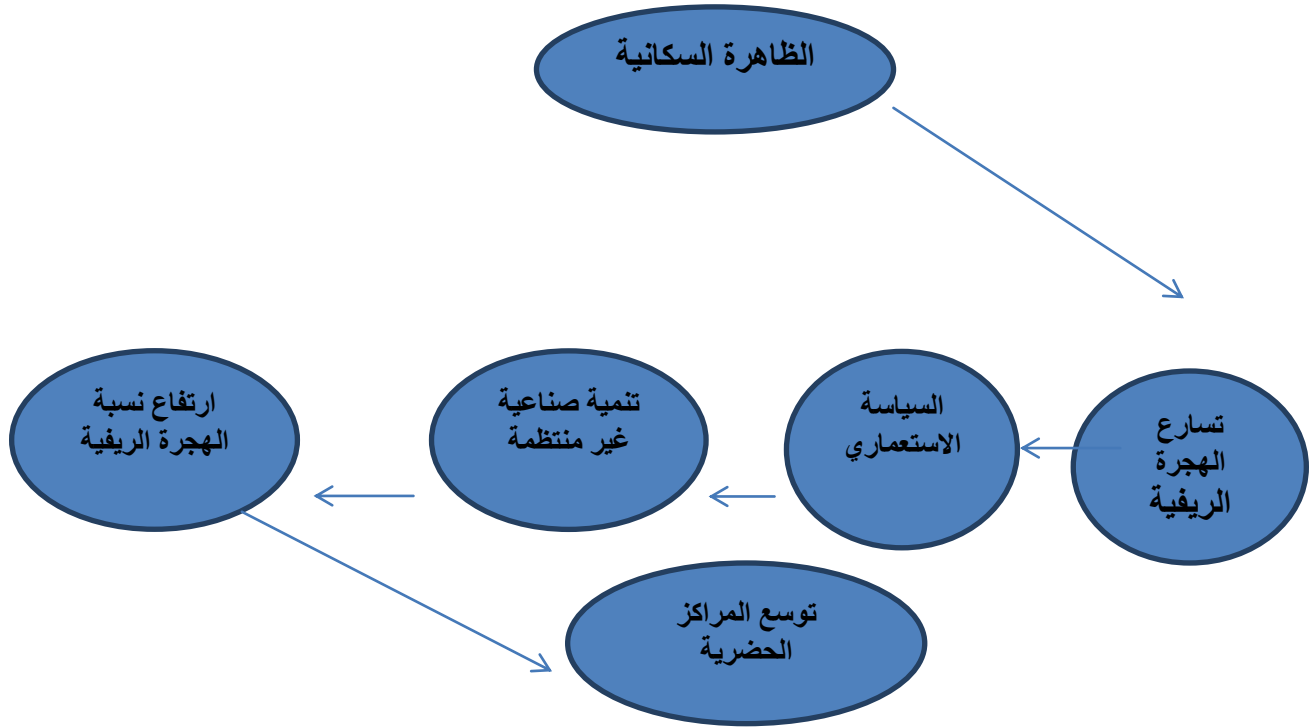 الظاهرة السكانية
تسارع
الهجرة
الريفية
السياسة
الاستعماري
تنمية صناعية
غير منتظمة
ارتفاع نسبة
الهجرة الريفية
توسع المراكز
الحضرية